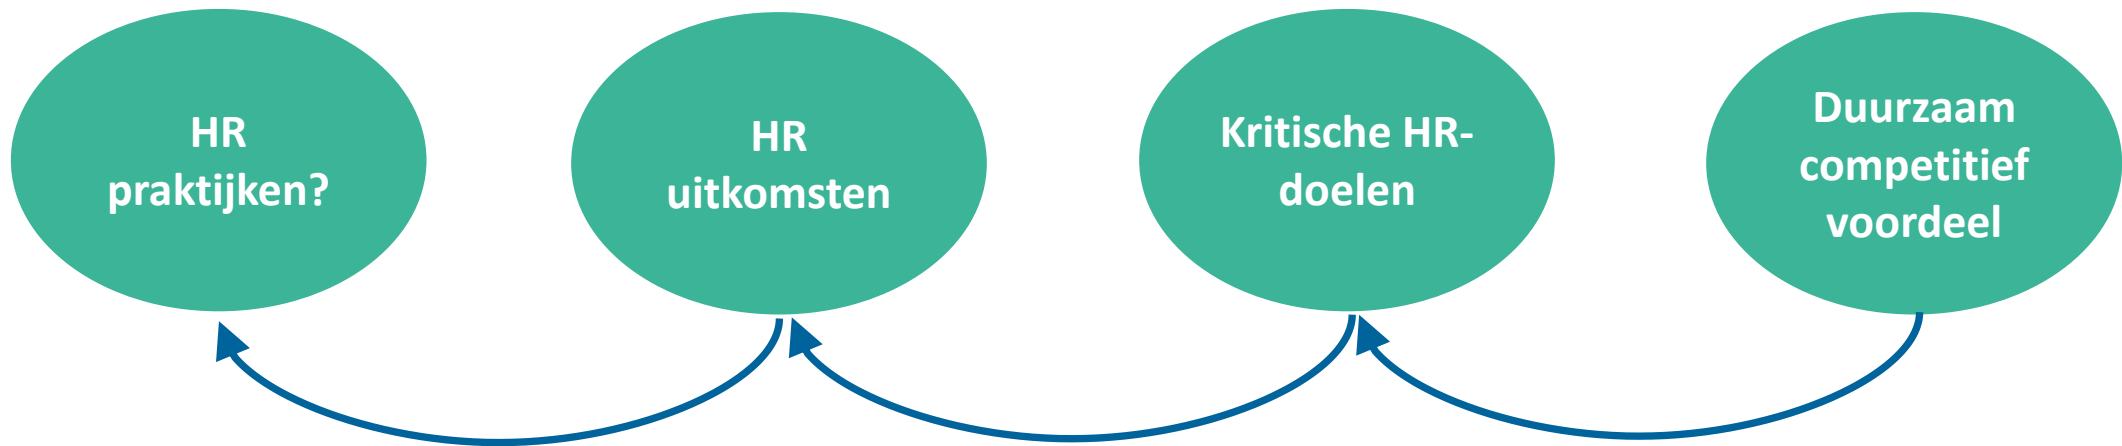 HR
praktijken?
HR
uitkomsten
Kritische HR-
doelen
Duurzaam
competitief
voordeel